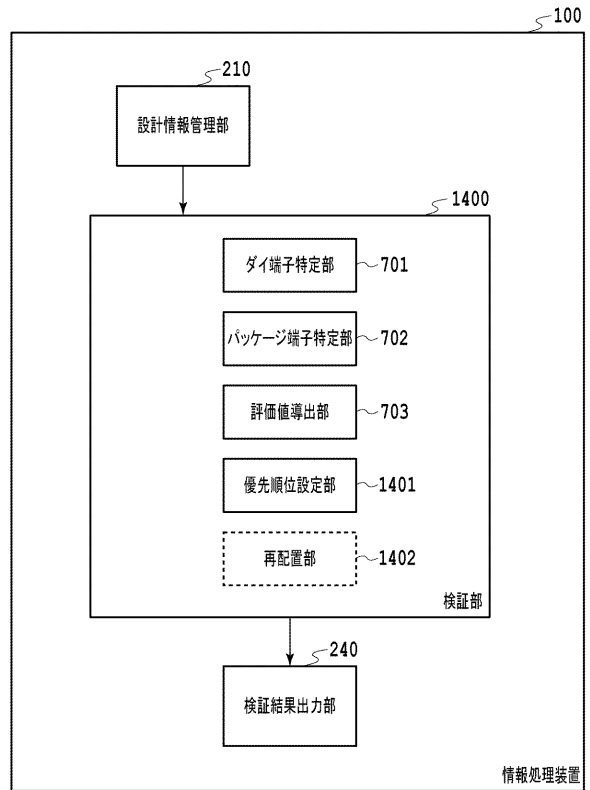 100
210
設計情報管理部
1400
ダイ端子特定部
701
パッケージ端子特定部
702
評価値導出部
703
優先順位設定部
1401
再配置部
1402
検証部
240
検証結果出力部
情報処理装置